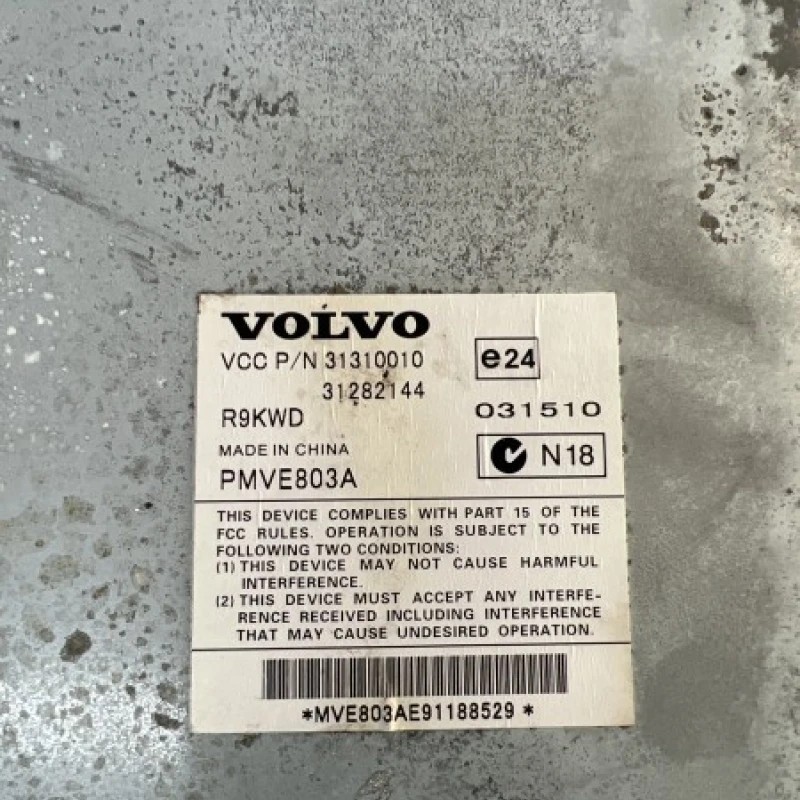 VOLVO
VCC P/N 31310010
e24
31282144
R9KWD
031510
MADE IN CHINA
N18
PMVE803A
THIS DEVICE COMPLIES WITH PART 15 OF THE
FCC RULES. OPERATION IS SUBJECT TO THE
FOLLOWING TWO CONDITIONS:
(1) THIS DEVICE MAY NOT CAUSE HARMFUL
INTERFERENCE.
(2) THIS DEVICE MUST ACCEPT ANY INTERFE-
RENCE RECEIVED INCLUDING INTERFERENCE
THAT MAY CAUSE UNDESIRED OPERATION.
*MVE803AE91188529*